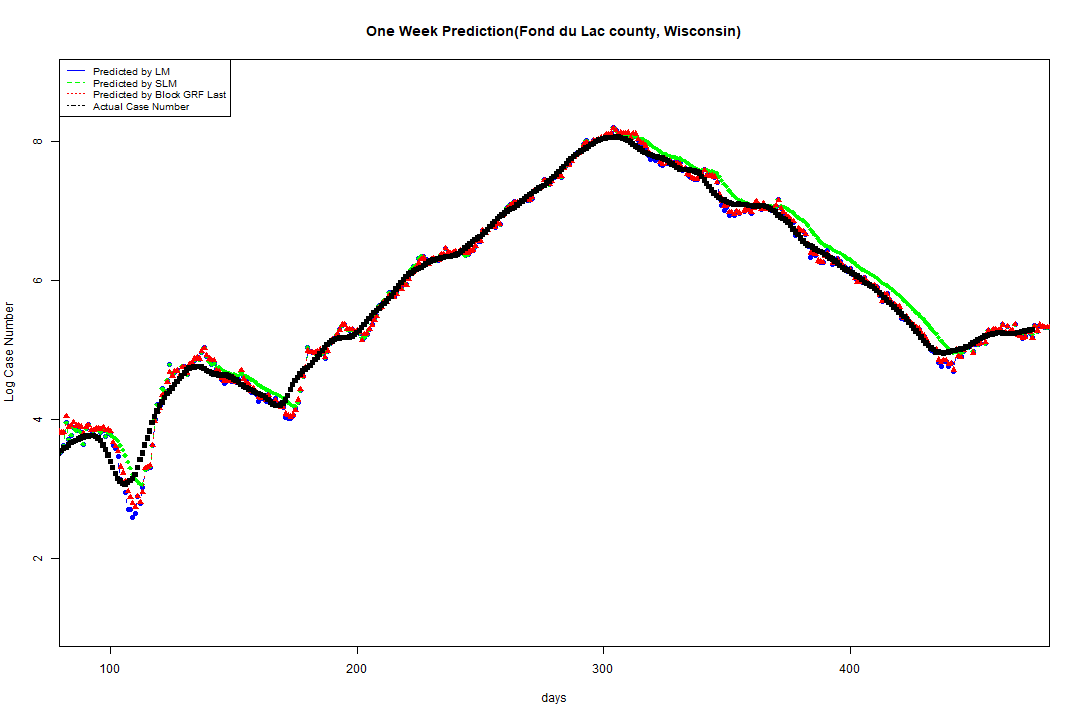 One Week Prediction(Fond du Lac county, Wisconsin)
Predicted by LM
Predicted by SLM
Predicted by Block GRF Last
Actual Case Number
8
6
4
2
Log Case Number
100 200 300 400
days